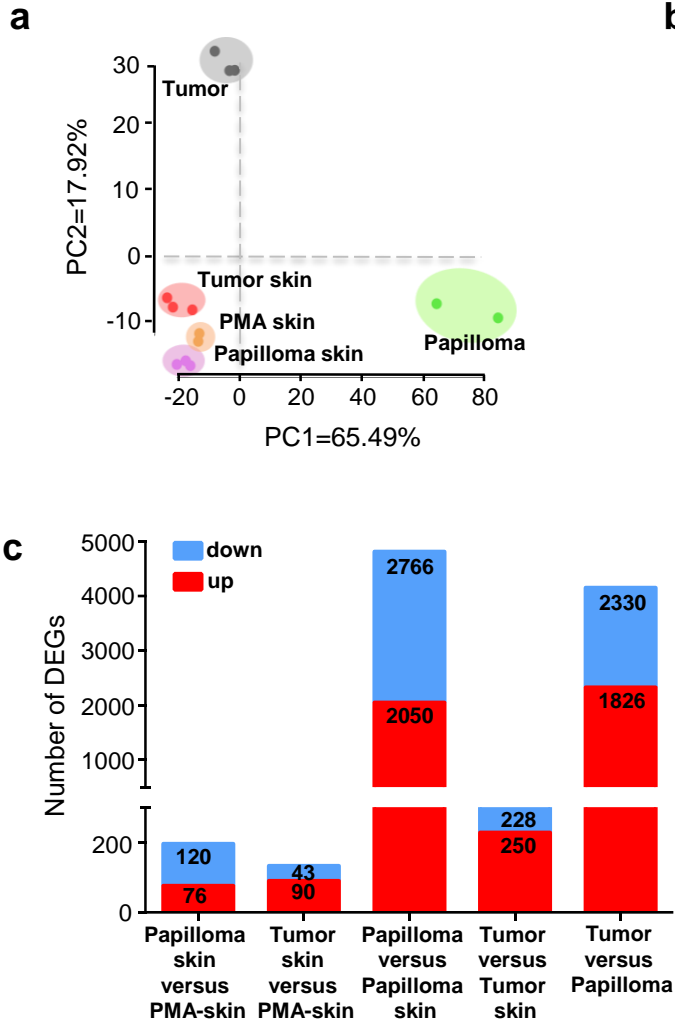 a
b
30
20
10
0
-10
PC2=17.92%
Tumor
Tumor skin
PMA skin
Papilloma skin
Papilloma
-20 0 20 40 60 80
PC1=65.49%
c
down
up
Number of DEGs
5000
4000
3000
2000
1000
200
0
120
76
43
90
2766
2050
228
250
2330
1826
Papilloma
skin
versus
PMA-skin
Tumor
skin
versus
PMA-skin
Papilloma
versus
Papilloma
skin
Tumor
versus
Tumor
skin
Tumor
versus
Papilloma